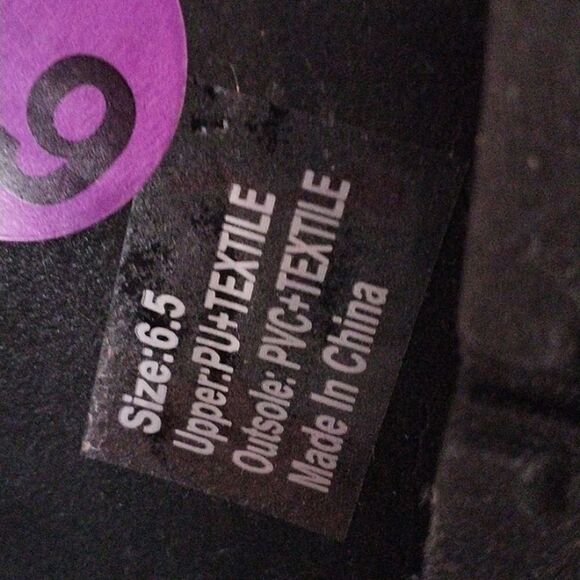 Size:6.5
Upper:PU+TEXTILE
Outsole: PVC+TEXTILE
Made In China